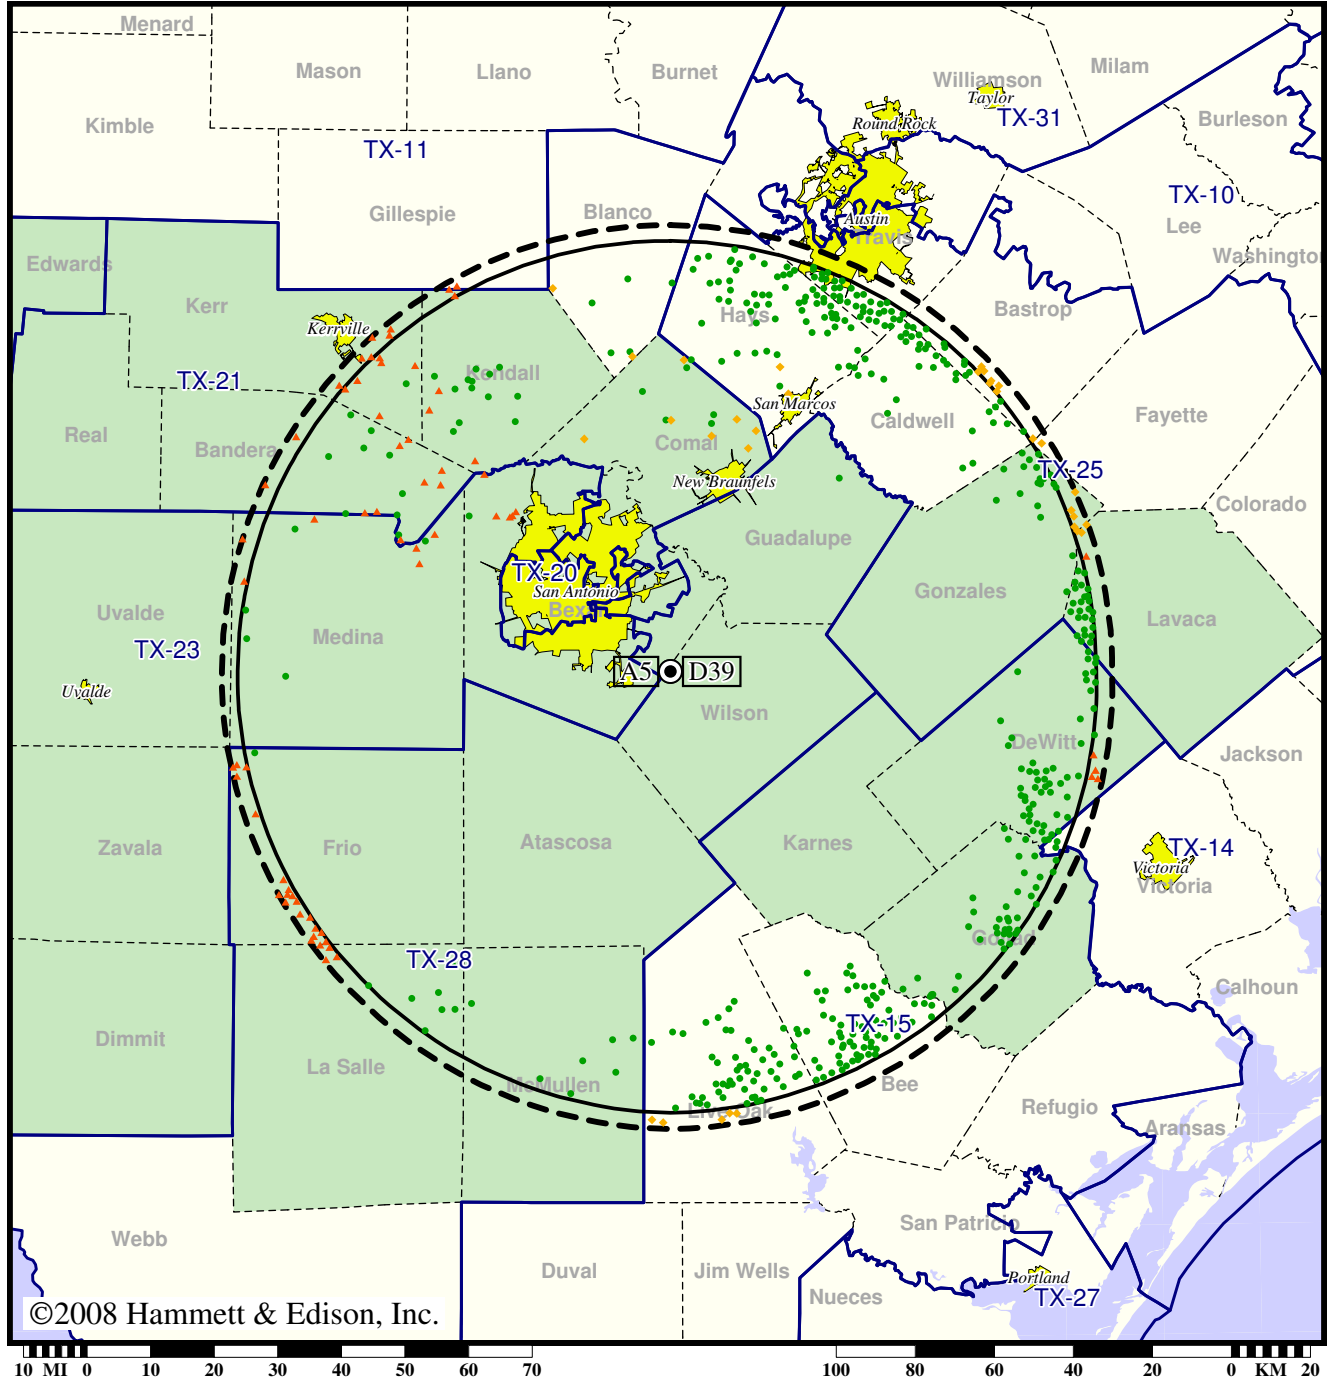 Menard
Mason
Llano
Burnet
Williamson
Milam
Taylor
TX-31
Round Rock
Burleson
Kimble
TX-11
TX-10
Gillespie
Blanco
Austin
Travis
Lee
Washington
Edwards
Kerr
Kerrville
Hays
Bastrop
TX-21
Kendall
San Marcos
Caldwell
Fayette
Real
Bandera
Comal
TX-25
New Braunfels
Colorado
Guadalupe
TX-20
San Antonio
Bexar
Gonzales
Lavaca
Uvalde
Medina
TX-23
Uvalde
A5 D39
Wilson
DeWitt
Jackson
Zavala
Frio
Atascosa
Karnes
TX-14
Victoria
Victoria
Goliad
TX-28
Calhoun
Dimmit
La Salle
McMullen
TX-15
Bee
Live Oak
Refugio
Aransas
Webb
Duval
Jim Wells
San Patricio
Portland
Nueces
TX-27
©2008 Hammett & Edison, Inc.
10 MI 0 10 20 30 40 50 60 70
100 80 60 40 20 0 KM 20